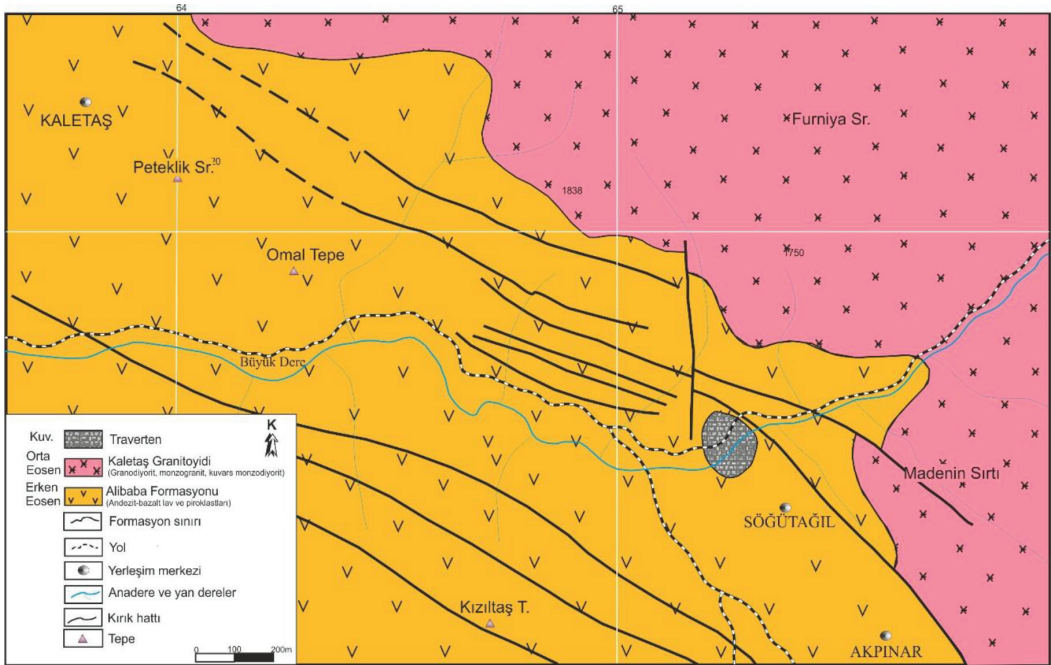 64
65
KALETAŞ
Peteklik Sr.
20
Furniya Sr.
1838
1750
Omal Tepe
Büyük Dere
Madenin Sırtı
SÖĞÜTAĞIL
Kızıltaş T.
AKPINAR
K
Kuv.
Traverten
Orta Eosen
Kaletaş Granitoyidi
(Granodiyorit, monzogranit, kuvars monzodiyorit)
Erken Eosen
Alibaba Formasyonu
(Andezit-bazalt lav ve piroklastları)
Formasyon sınırı
Yol
Yerleşim merkezi
Anadere ve yan dereler
Kırık hattı
Tepe
0 100 200m